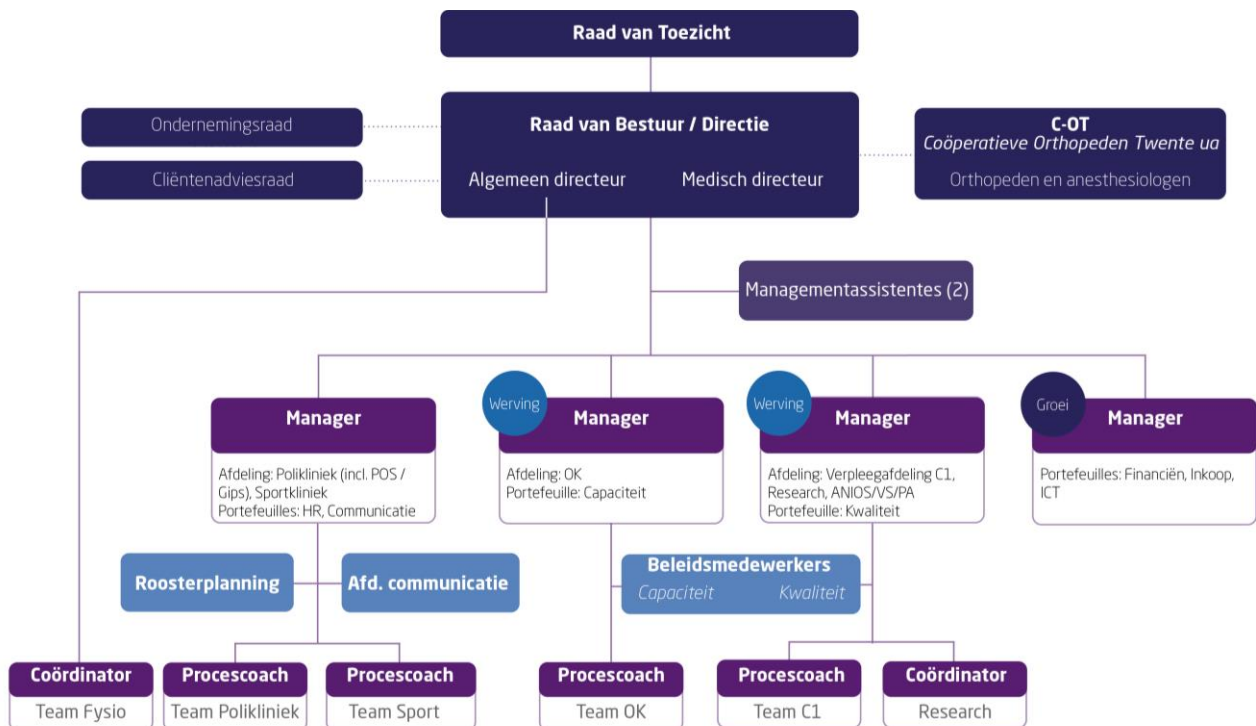 Raad van Toezicht
Ondernemingsraad
Cliëntenadviesraad
Raad van Bestuur / Directie
Algemeen directeur
Medisch directeur
C-OT
Coöperatieve Orthopeden Twente ua
Orthopeden en anesthesiologen
Managementassistentes (2)
Manager
Afdeling: Polikliniek (incl. POS /
Gips), Sportkliniek
Portefeuilles: HR, Communicatie
Werving
Manager
Afdeling: OK
Portefeuille: Capaciteit
Werving
Manager
Afdeling: Verpleegafdeling C1,
Research, ANIOS/VS/PA
Portefeuille: Kwaliteit
Groei
Manager
Portefeuilles: Financiën, Inkoop,
ICT
Roosterplanning
Afd. communicatie
Beleidsmedewerkers
Capaciteit
Kwaliteit
Coördinator
Team Fysio
Procescoach
Team Polikliniek
Procescoach
Team Sport
Procescoach
Team OK
Procescoach
Team C1
Coördinator
Research